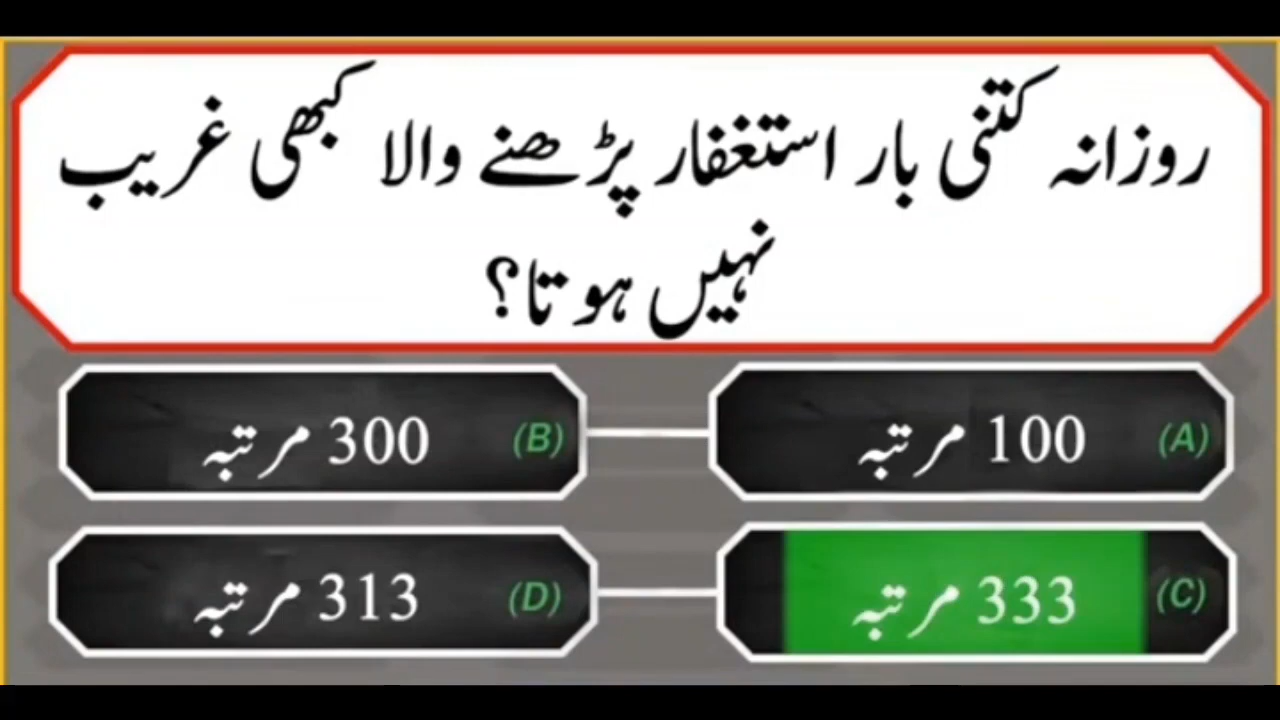 روزانہ کتنی بار استغفار پڑھنے والا کبھی غریب
نہیں ہوتا؟
(A) 100 مرتبہ
(B) 300 مرتبہ
(C) 333 مرتبہ
(D) 313 مرتبہ